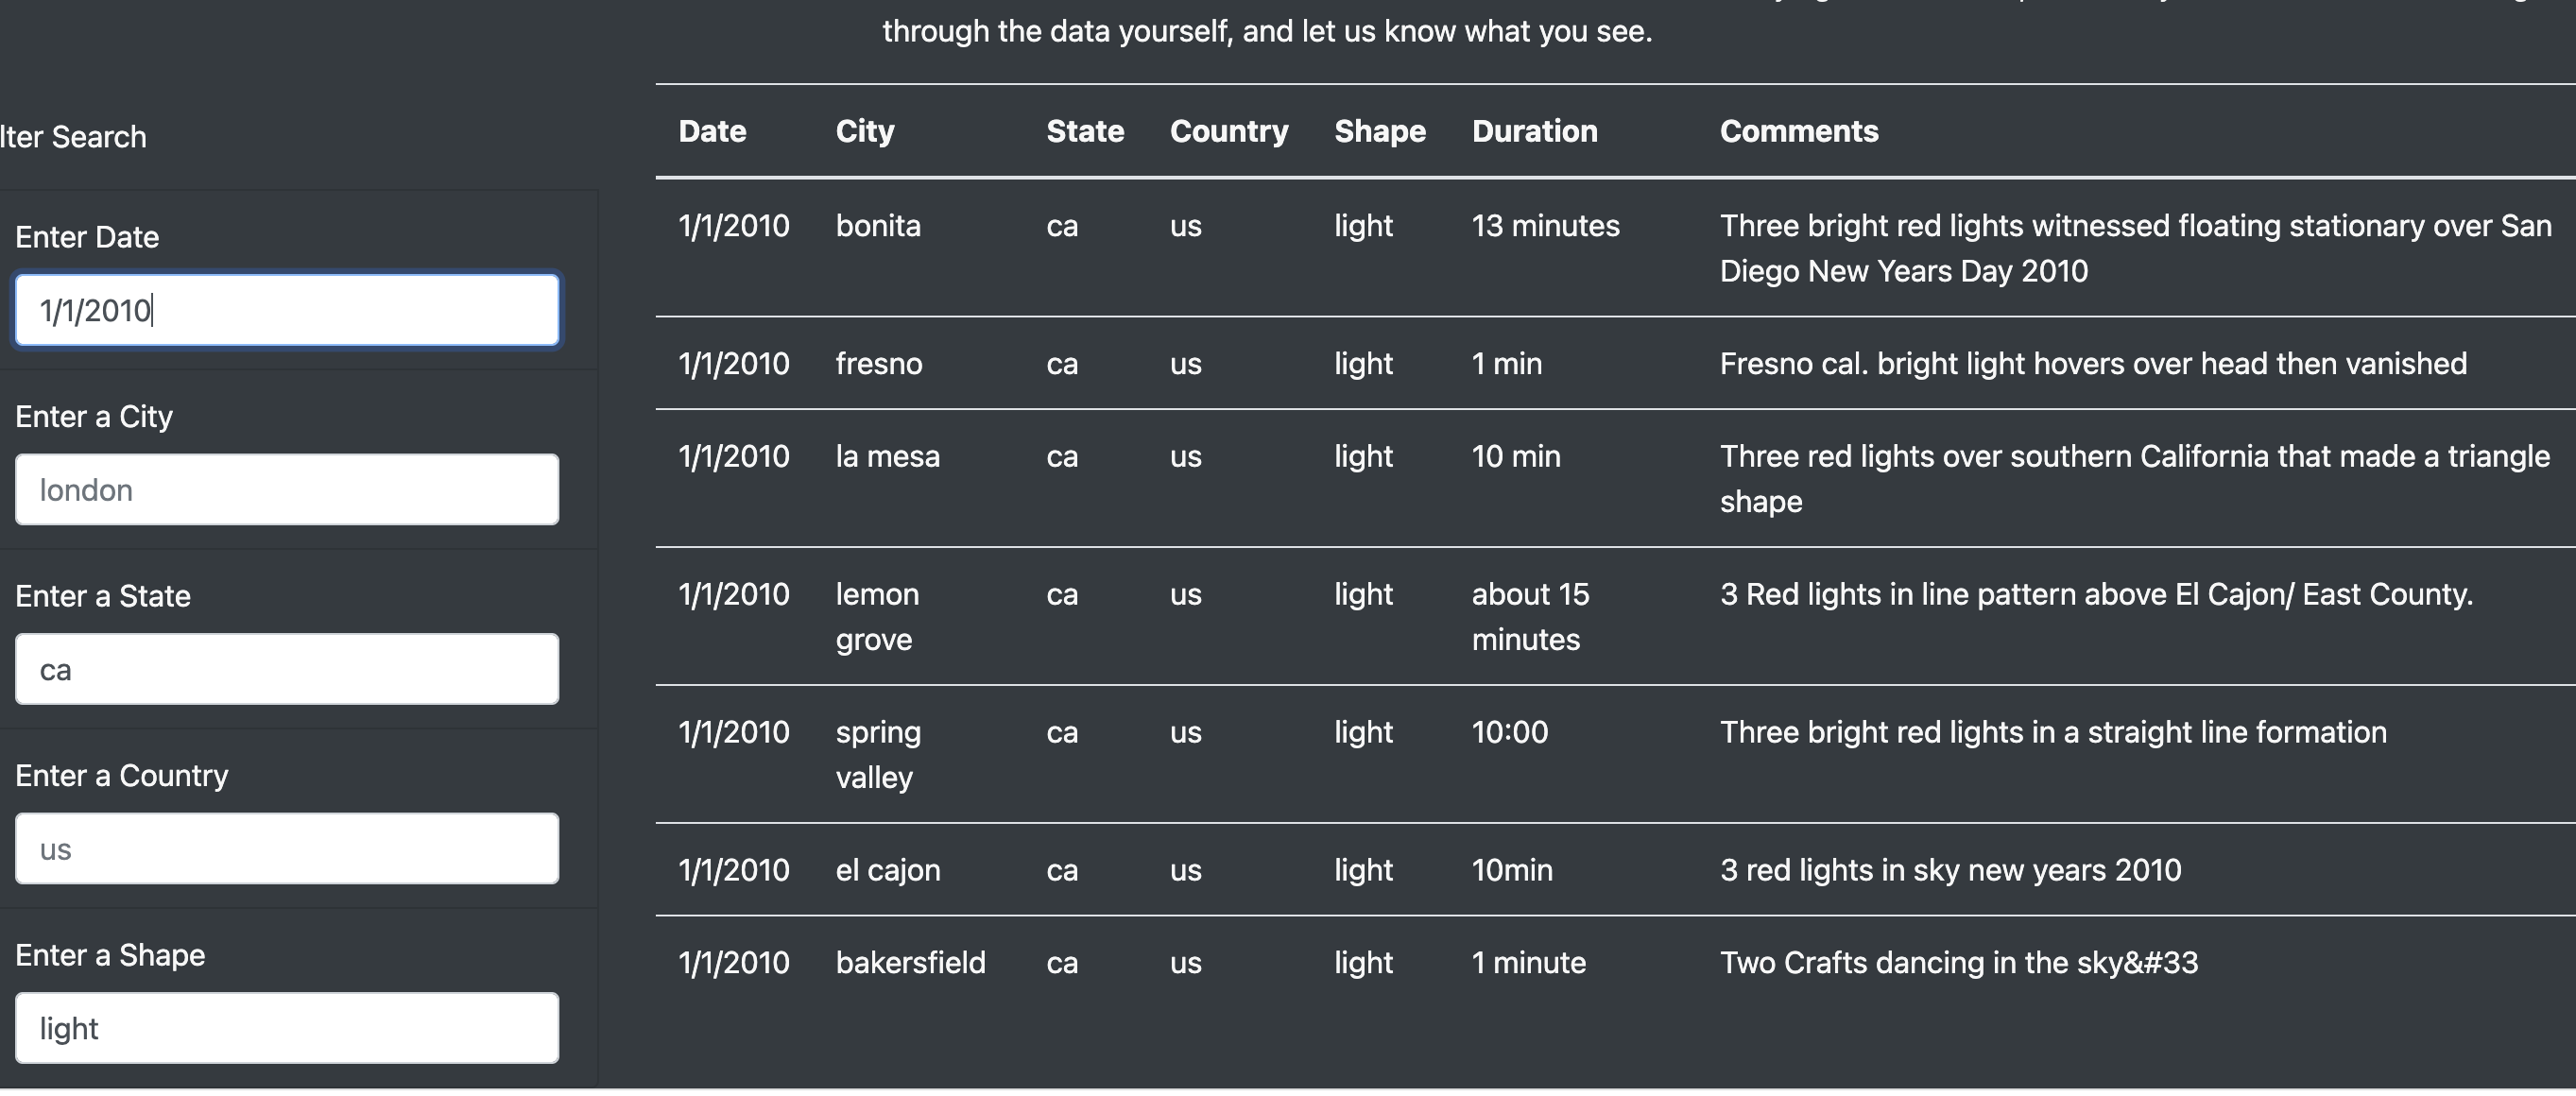 through the data yourself, and let us know what you see.
lter Search
Enter Date
1/1/2010
Enter a City
london
Enter a State
ca
Enter a Country
us
Enter a Shape
light
Date City State Country Shape Duration Comments
1/1/2010 bonita ca us light 13 minutes Three bright red lights witnessed floating stationary over San
Diego New Years Day 2010
1/1/2010 fresno ca us light 1 min Fresno cal. bright light hovers over head then vanished
1/1/2010 la mesa ca us light 10 min Three red lights over southern California that made a triangle
shape
1/1/2010 lemon ca us light about 15 3 Red lights in line pattern above El Cajon/ East County.
grove minutes
1/1/2010 spring ca us light 10:00 Three bright red lights in a straight line formation
valley
1/1/2010 el cajon ca us light 10min 3 red lights in sky new years 2010
1/1/2010 bakersfield ca us light 1 minute Two Crafts dancing in the sky&#33